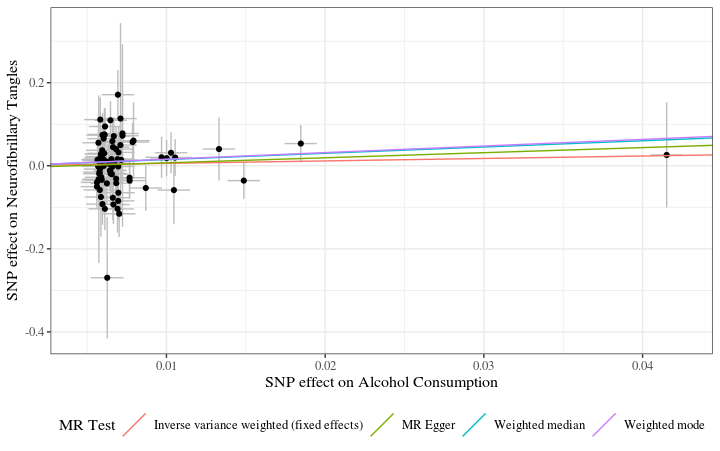 SNP effect on Neurofibrillary Tangles
0.2
0.0
-0.2
-0.4
0.01 0.02 0.03 0.04
SNP effect on Alcohol Consumption
MR Test Inverse variance weighted (fixed effects) MR Egger Weighted median Weighted mode